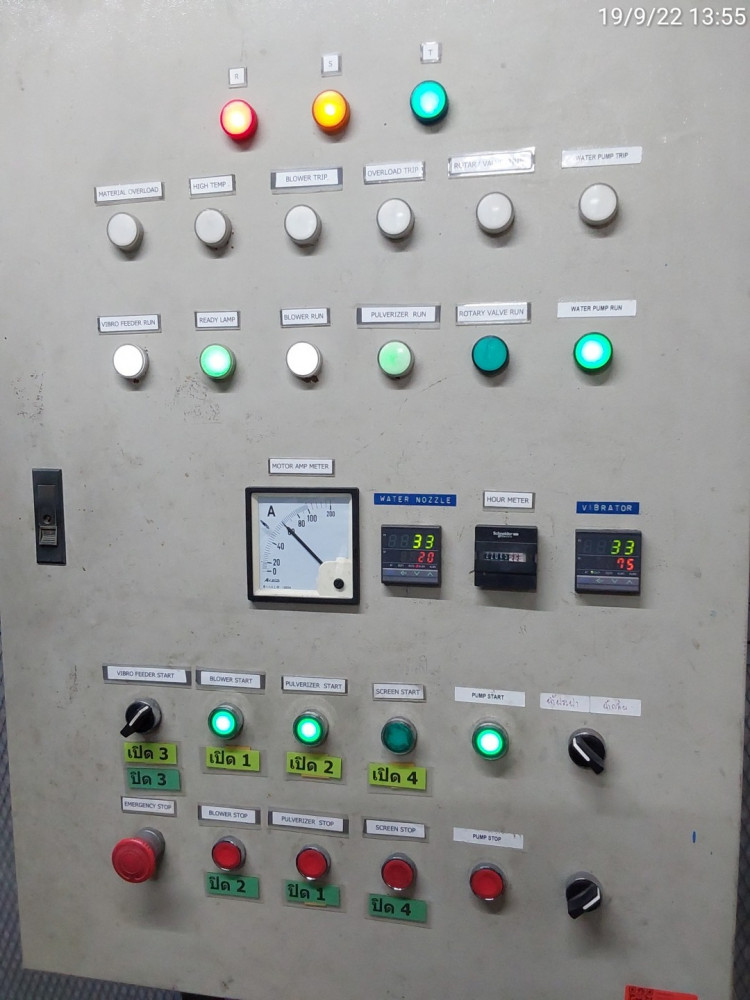 19/9/22 13:55
R
S
T
MATERIAL OVERLOAD
HIGH TEMP
BLOWER TRIP
OVERLOAD TRIP
WATER PUMP TRIP
VIBRO FEEDER RUN
READY LAMP
BLOWER RUN
PULVERIZER RUN
ROTARY VALVE RUN
WATER PUMP RUN
MOTOR AMP METER
WATER NOZZLE
HOUR METER
VIBRATOR
A
200
100
80
60
40
20
0
33
20
Schneider
33
75
VIBRO FEEDER START
BLOWER START
PULVERIZER START
SCREEN START
PUMP START
เปิด 3
เปิด 1
เปิด 2
เปิด 4
ปิด 3
EMERGENCY STOP
BLOWER STOP
PULVERIZER STOP
SCREEN STOP
PUMP STOP
ปิด 2
ปิด 1
ปิด 4